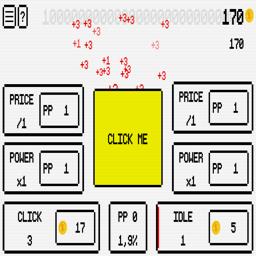 ? 10000000000000000 170
170
+3 +3 +3 +3 +3
+1 +3 +3
+3 +1 +3
+3 +3 +3 +3
PRICE /1 PP 1
PRICE /1 PP 1
CLICK ME
POWER x1 PP 1
POWER x1 PP 1
CLICK 3 17
PP 0 1,9%
IDLE 1 5